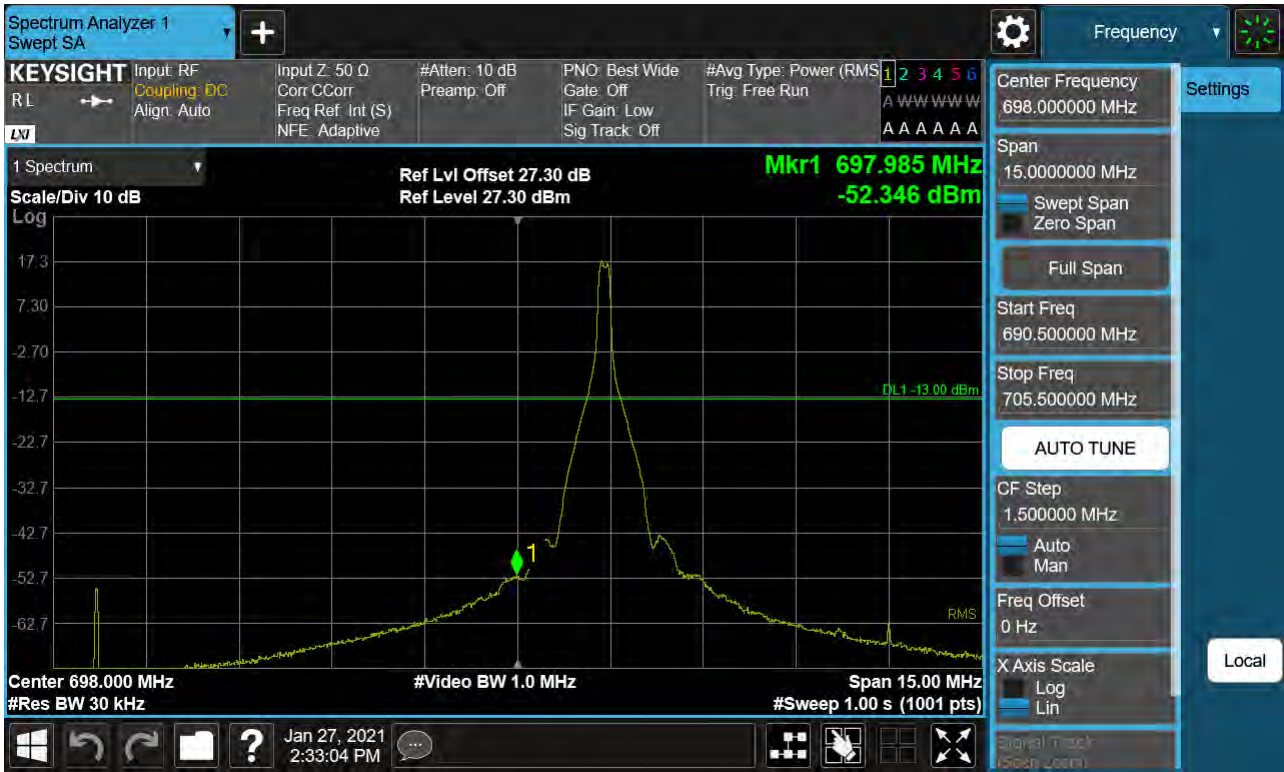 Spectrum Analyzer 1
Swept SA
+
Frequency
KEYSIGHT
RL
LXI
Input: RF
Coupling: DC
Align: Auto
Input Z: 50 Ω
Corr CCorr
Freq Ref: Int (S)
NFE: Adaptive
#Atten: 10 dB
Preamp: Off
PNO: Best Wide
Gate: Off
IF Gain: Low
Sig Track: Off
#Avg Type: Power (RMS
Trig: Free Run
1 2 3 4 5 6
A W W W W W
A A A A A A
1 Spectrum
Scale/Div 10 dB
Log
Ref Lvl Offset 27.30 dB
Ref Level 27.30 dBm
Mkr1 697.985 MHz
-52.346 dBm
17.3
7.30
-2.70
-12.7
-22.7
-32.7
-42.7
-52.7
-62.7
DL1 -13.00 dBm
1
RMS
Center 698.000 MHz
#Res BW 30 kHz
#Video BW 1.0 MHz
Span 15.00 MHz
#Sweep 1.00 s (1001 pts)
Center Frequency
698.000000 MHz
Span
15.0000000 MHz
Swept Span
Zero Span
Full Span
Start Freq
690.500000 MHz
Stop Freq
705.500000 MHz
AUTO TUNE
CF Step
1.500000 MHz
Auto
Man
Freq Offset
0 Hz
X Axis Scale
Log
Lin
Signal Track
(Span Zoom)
Settings
Local
?
Jan 27, 2021
2:33:04 PM